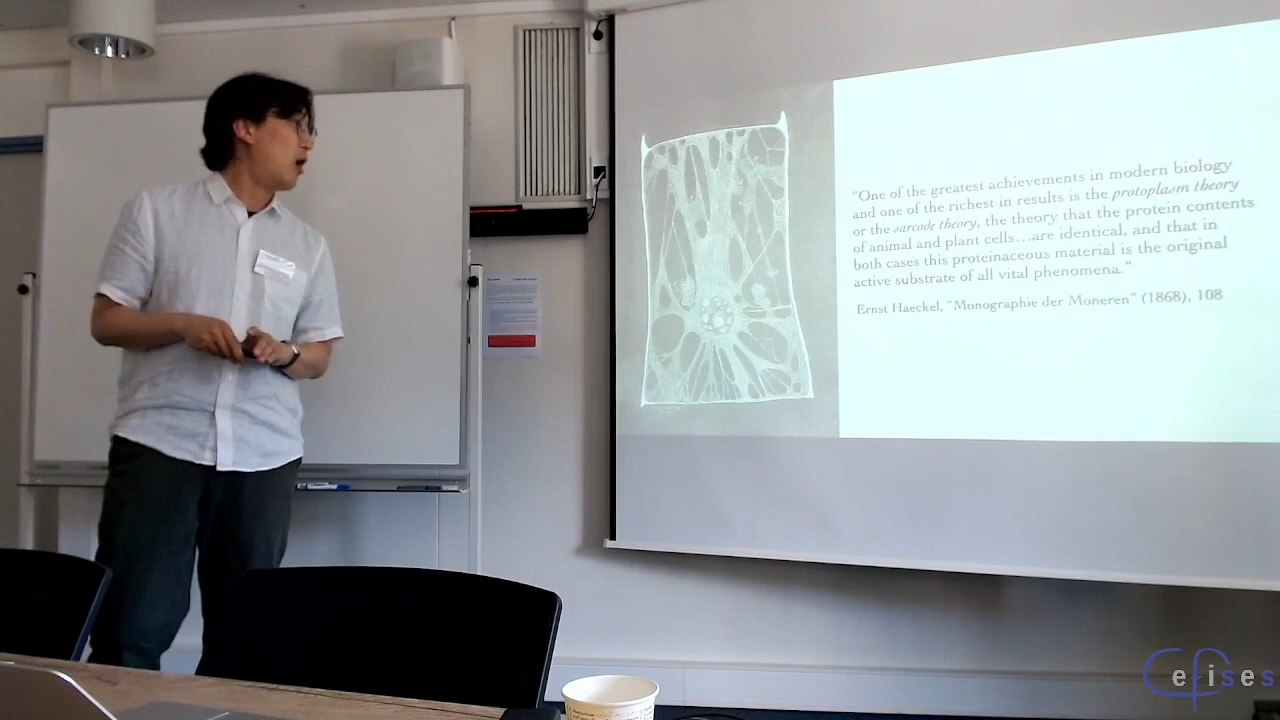 "One of the greatest achievements in modern biology
and one of the richest in results is the protoplasm theory
or the sarcode theory, the theory that the protein contents
of animal and plant cells...are identical, and that in
both cases this proteinaceous material is the original
active substrate of all vital phenomena."
Ernst Haeckel, "Monographie der Moneren" (1868), 108
efises